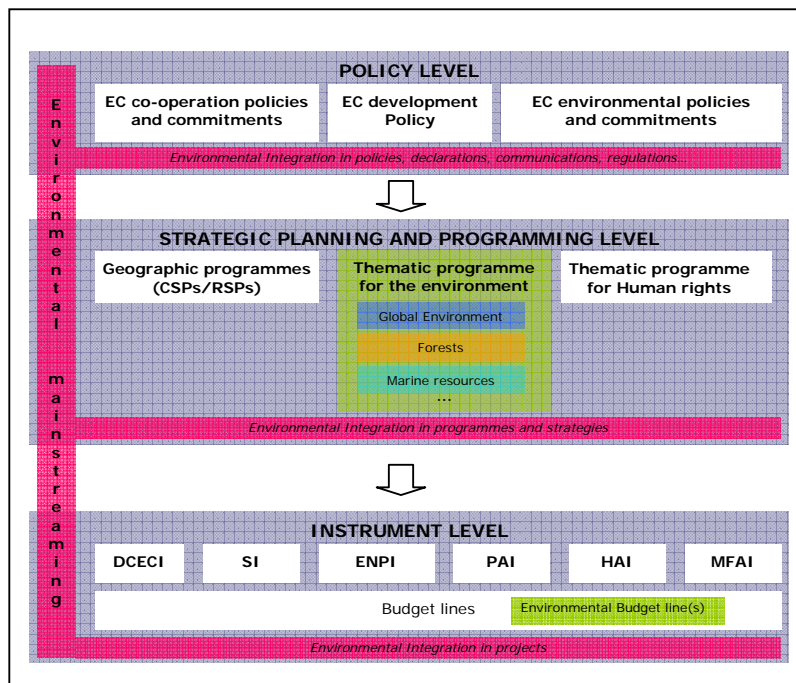 POLICY LEVEL
EC co-operation policies
and commitments
EC development
Policy
EC environmental policies
and commitments
Environmental Integration in policies, declarations, communications, regulations...
STRATEGIC PLANNING AND PROGRAMMING LEVEL
Geographic programmes
(CSPs/RSPs)
Thematic programme
for the environment
Global Environment
Forests
Marine resources
...
Thematic programme
for Human rights
Environmental Integration in programmes and strategies
INSTRUMENT LEVEL
DCECI
SI
ENPI
PAI
HAI
MFAI
Budget lines
Environmental Budget line(s)
Environmental Integration in projects
Environmental mainstreaming